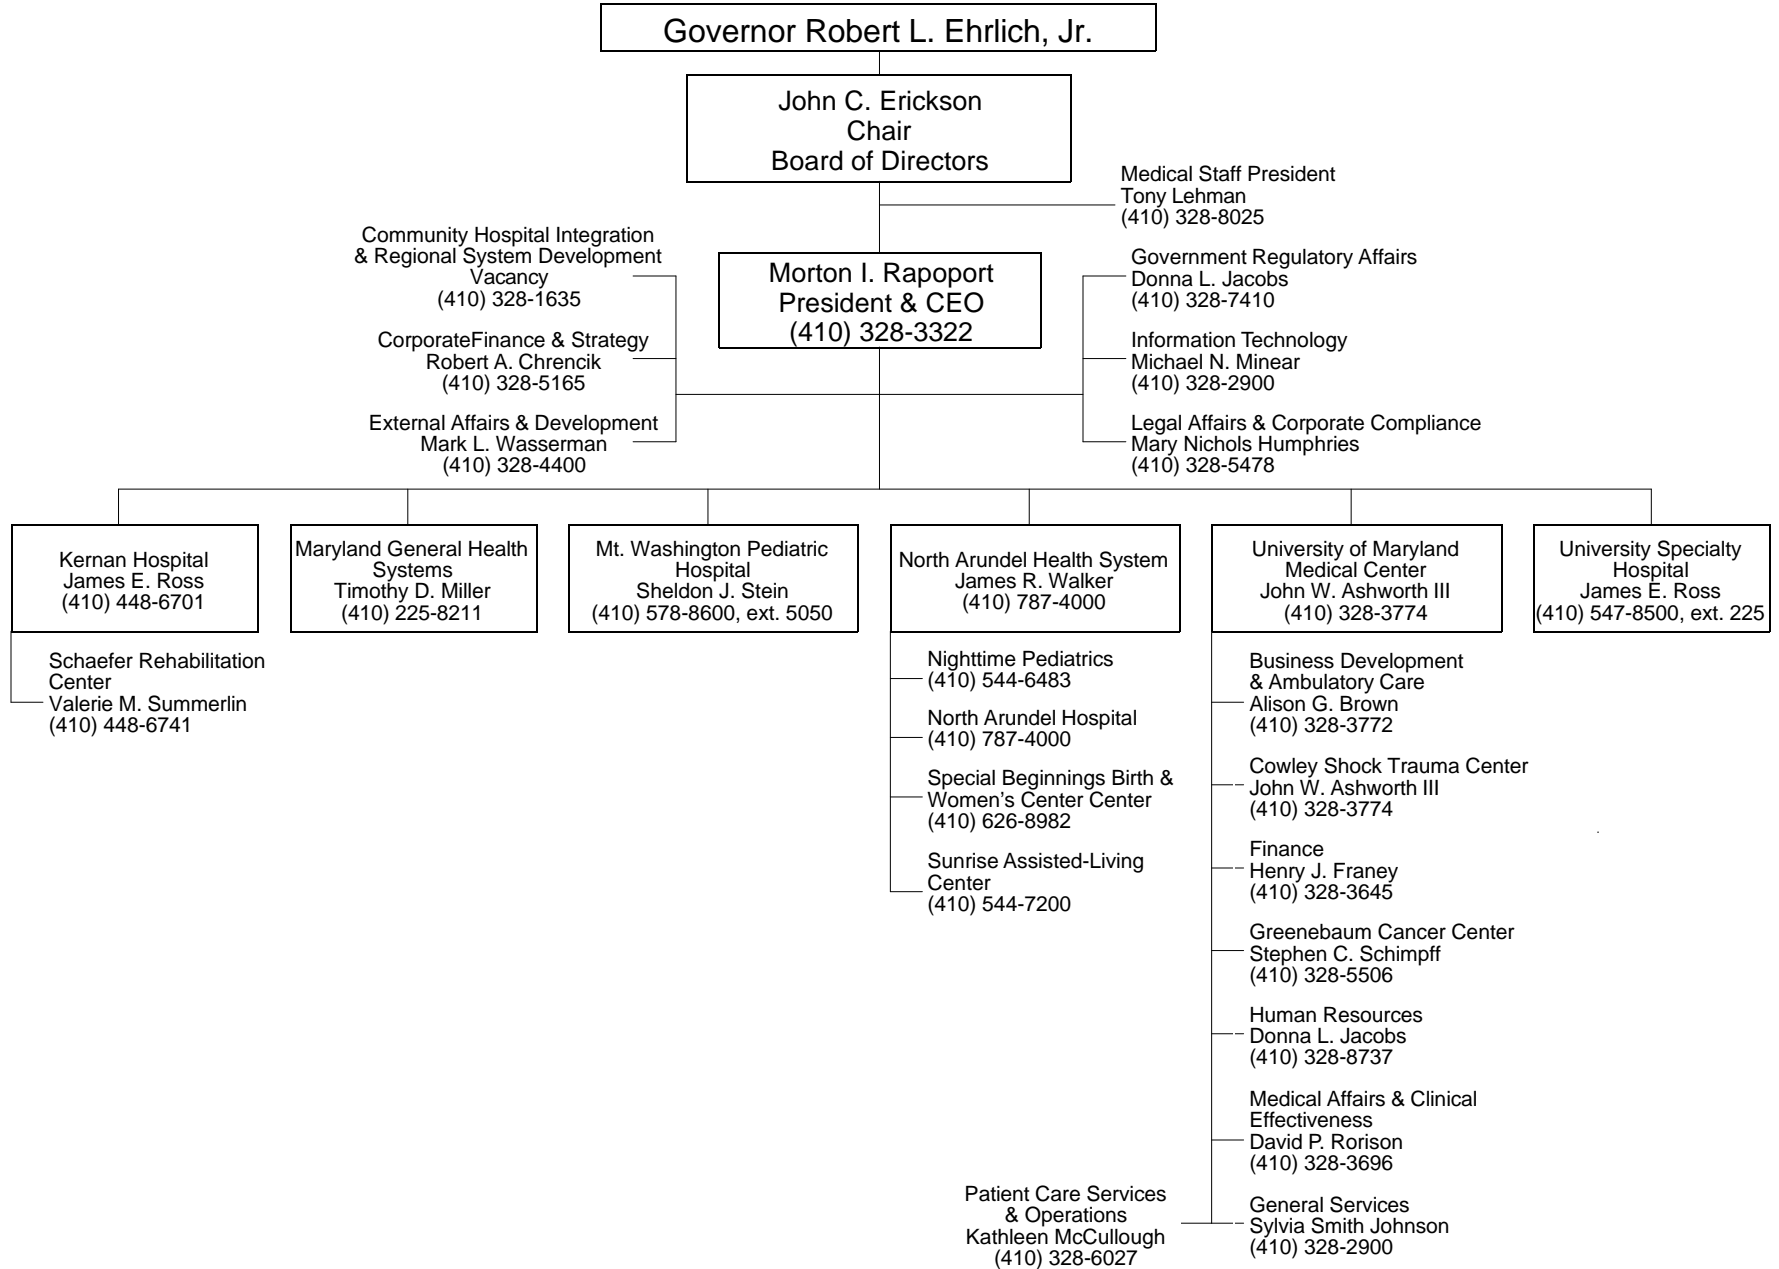 Governor Robert L. Ehrlich, Jr.
John C. Erickson
Chair
Board of Directors
Medical Staff President
Tony Lehman
(410) 328-8025
Community Hospital Integration
& Regional System Development
Vacancy
(410) 328-1635
CorporateFinance & Strategy
Robert A. Chrencik
(410) 328-5165
External Affairs & Development
Mark L. Wasserman
(410) 328-4400
Morton I. Rapoport
President & CEO
(410) 328-3322
Government Regulatory Affairs
Donna L. Jacobs
(410) 328-7410
Information Technology
Michael N. Minear
(410) 328-2900
Legal Affairs & Corporate Compliance
Mary Nichols Humphries
(410) 328-5478
Kernan Hospital
James E. Ross
(410) 448-6701
Schaefer Rehabilitation
Center
Valerie M. Summerlin
(410) 448-6741
Maryland General Health
Systems
Timothy D. Miller
(410) 225-8211
Mt. Washington Pediatric
Hospital
Sheldon J. Stein
(410) 578-8600, ext. 5050
North Arundel Health System
James R. Walker
(410) 787-4000
Nighttime Pediatrics
(410) 544-6483
North Arundel Hospital
(410) 787-4000
Special Beginnings Birth &
Women's Center Center
(410) 626-8982
Sunrise Assisted-Living
Center
(410) 544-7200
University of Maryland
Medical Center
John W. Ashworth III
(410) 328-3774
Business Development
& Ambulatory Care
Alison G. Brown
(410) 328-3772
Cowley Shock Trauma Center
John W. Ashworth III
(410) 328-3774
Finance
Henry J. Franey
(410) 328-3645
Greenebaum Cancer Center
Stephen C. Schimpff
(410) 328-5506
Human Resources
Donna L. Jacobs
(410) 328-8737
Medical Affairs & Clinical
Effectiveness
David P. Rorison
(410) 328-3696
Patient Care Services
& Operations
Kathleen McCullough
(410) 328-6027
General Services
Sylvia Smith Johnson
(410) 328-2900
University Specialty
Hospital
James E. Ross
(410) 547-8500, ext. 225